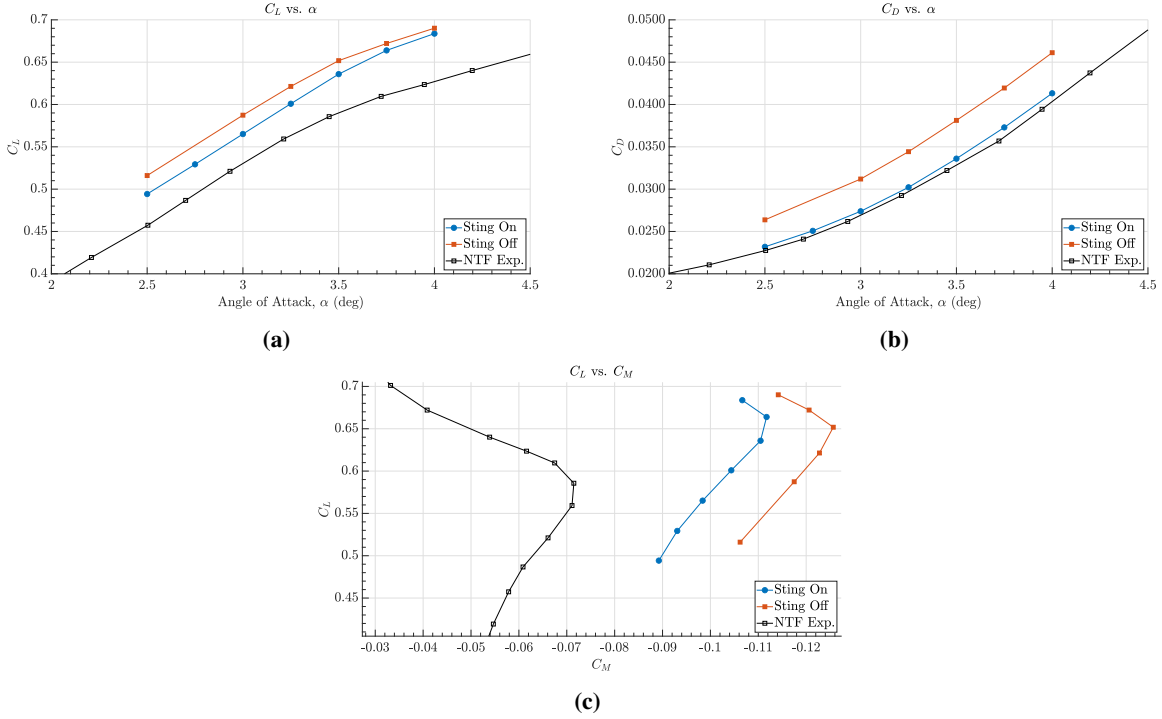 C_L vs. α
0.7
0.65
0.6
0.55
0.5
0.45
0.4
C_L
2 2.5 3 3.5 4 4.5
Angle of Attack, α (deg)
Sting On
Sting Off
NTF Exp.
(a)
C_D vs. α
0.0500
0.0450
0.0400
0.0350
0.0300
0.0250
0.0200
C_D
2 2.5 3 3.5 4 4.5
Angle of Attack, α (deg)
Sting On
Sting Off
NTF Exp.
(b)
C_L vs. C_M
0.7
0.65
0.6
0.55
0.5
0.45
C_L
-0.03 -0.04 -0.05 -0.06 -0.07 -0.08 -0.09 -0.1 -0.11 -0.12
C_M
Sting On
Sting Off
NTF Exp.
(c)